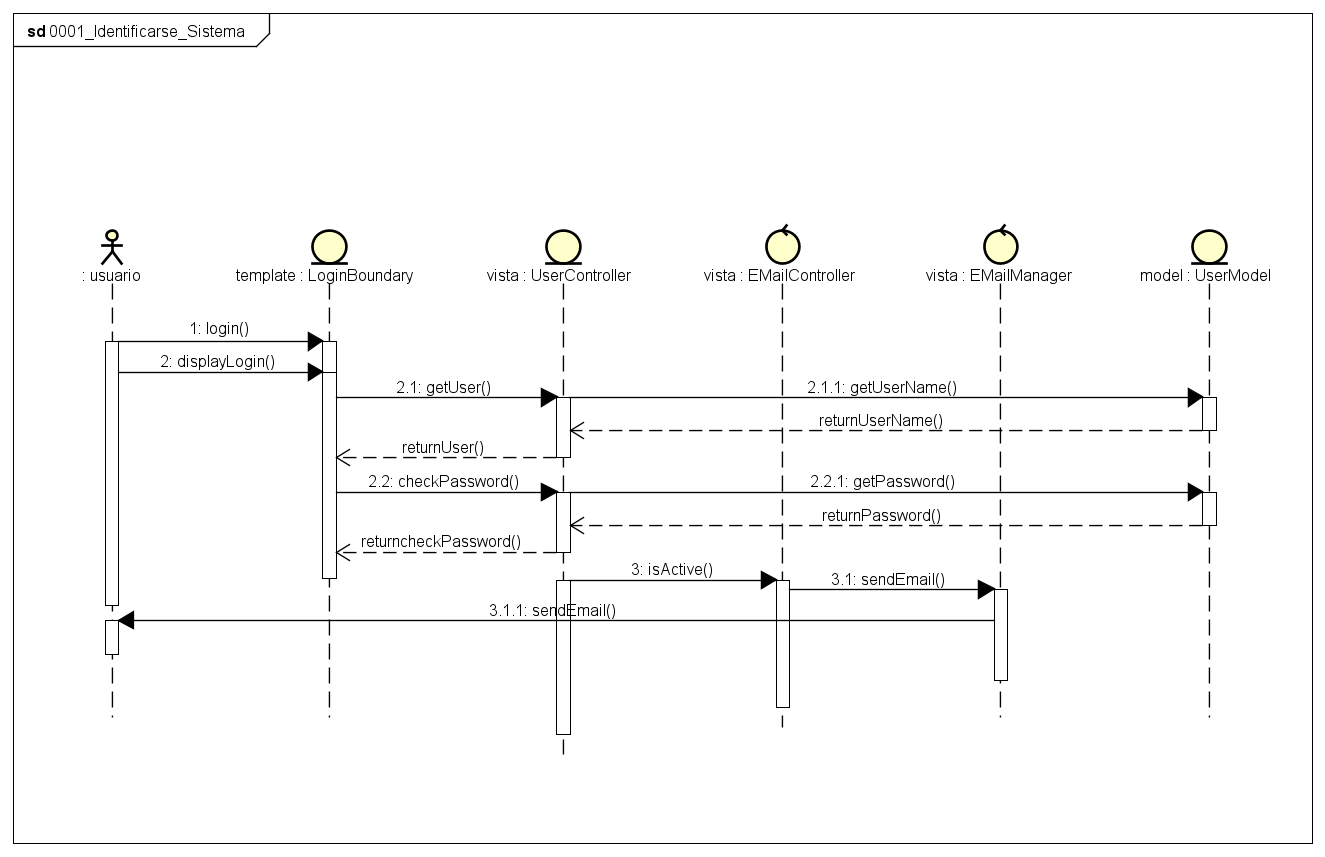 sd 0001_Identificarse_Sistema
: usuario
template : LoginBoundary
vista : UserController
vista : EMailController
vista : EMailManager
model : UserModel
1: login()
2: displayLogin()
2.1: getUser()
2.1.1: getUserName()
returnUserName()
returnUser()
2.2: checkPassword()
2.2.1: getPassword()
returnPassword()
returncheckPassword()
3: isActive()
3.1: sendEmail()
3.1.1: sendEmail()